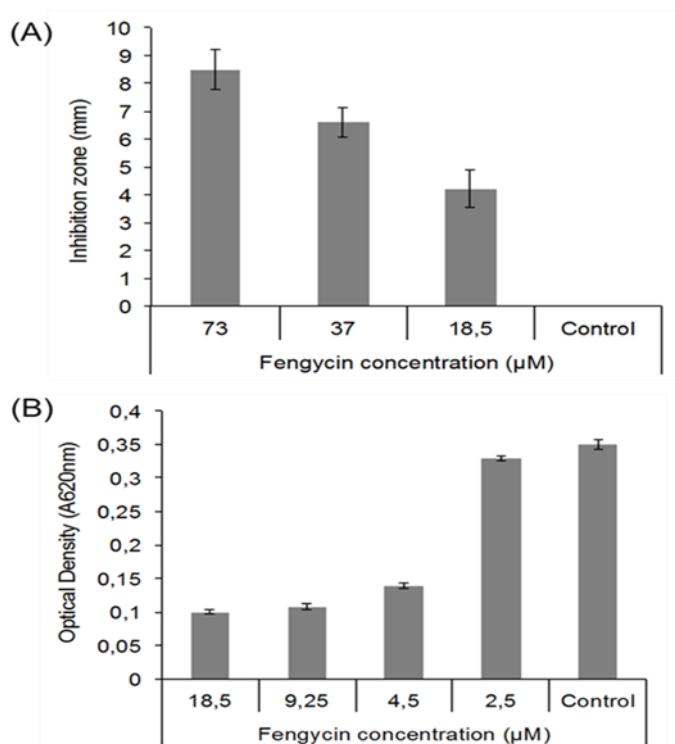 (A)
Inhibition zone (mm)
10
9
8
7
6
5
4
3
2
1
0
73 37 18,5 Control
Fengycin concentration (µM)
(B)
Optical Density (A620nm)
0,4
0,35
0,3
0,25
0,2
0,15
0,1
0,05
0
18,5 9,25 4,5 2,5 Control
Fengycin concentration (µM)